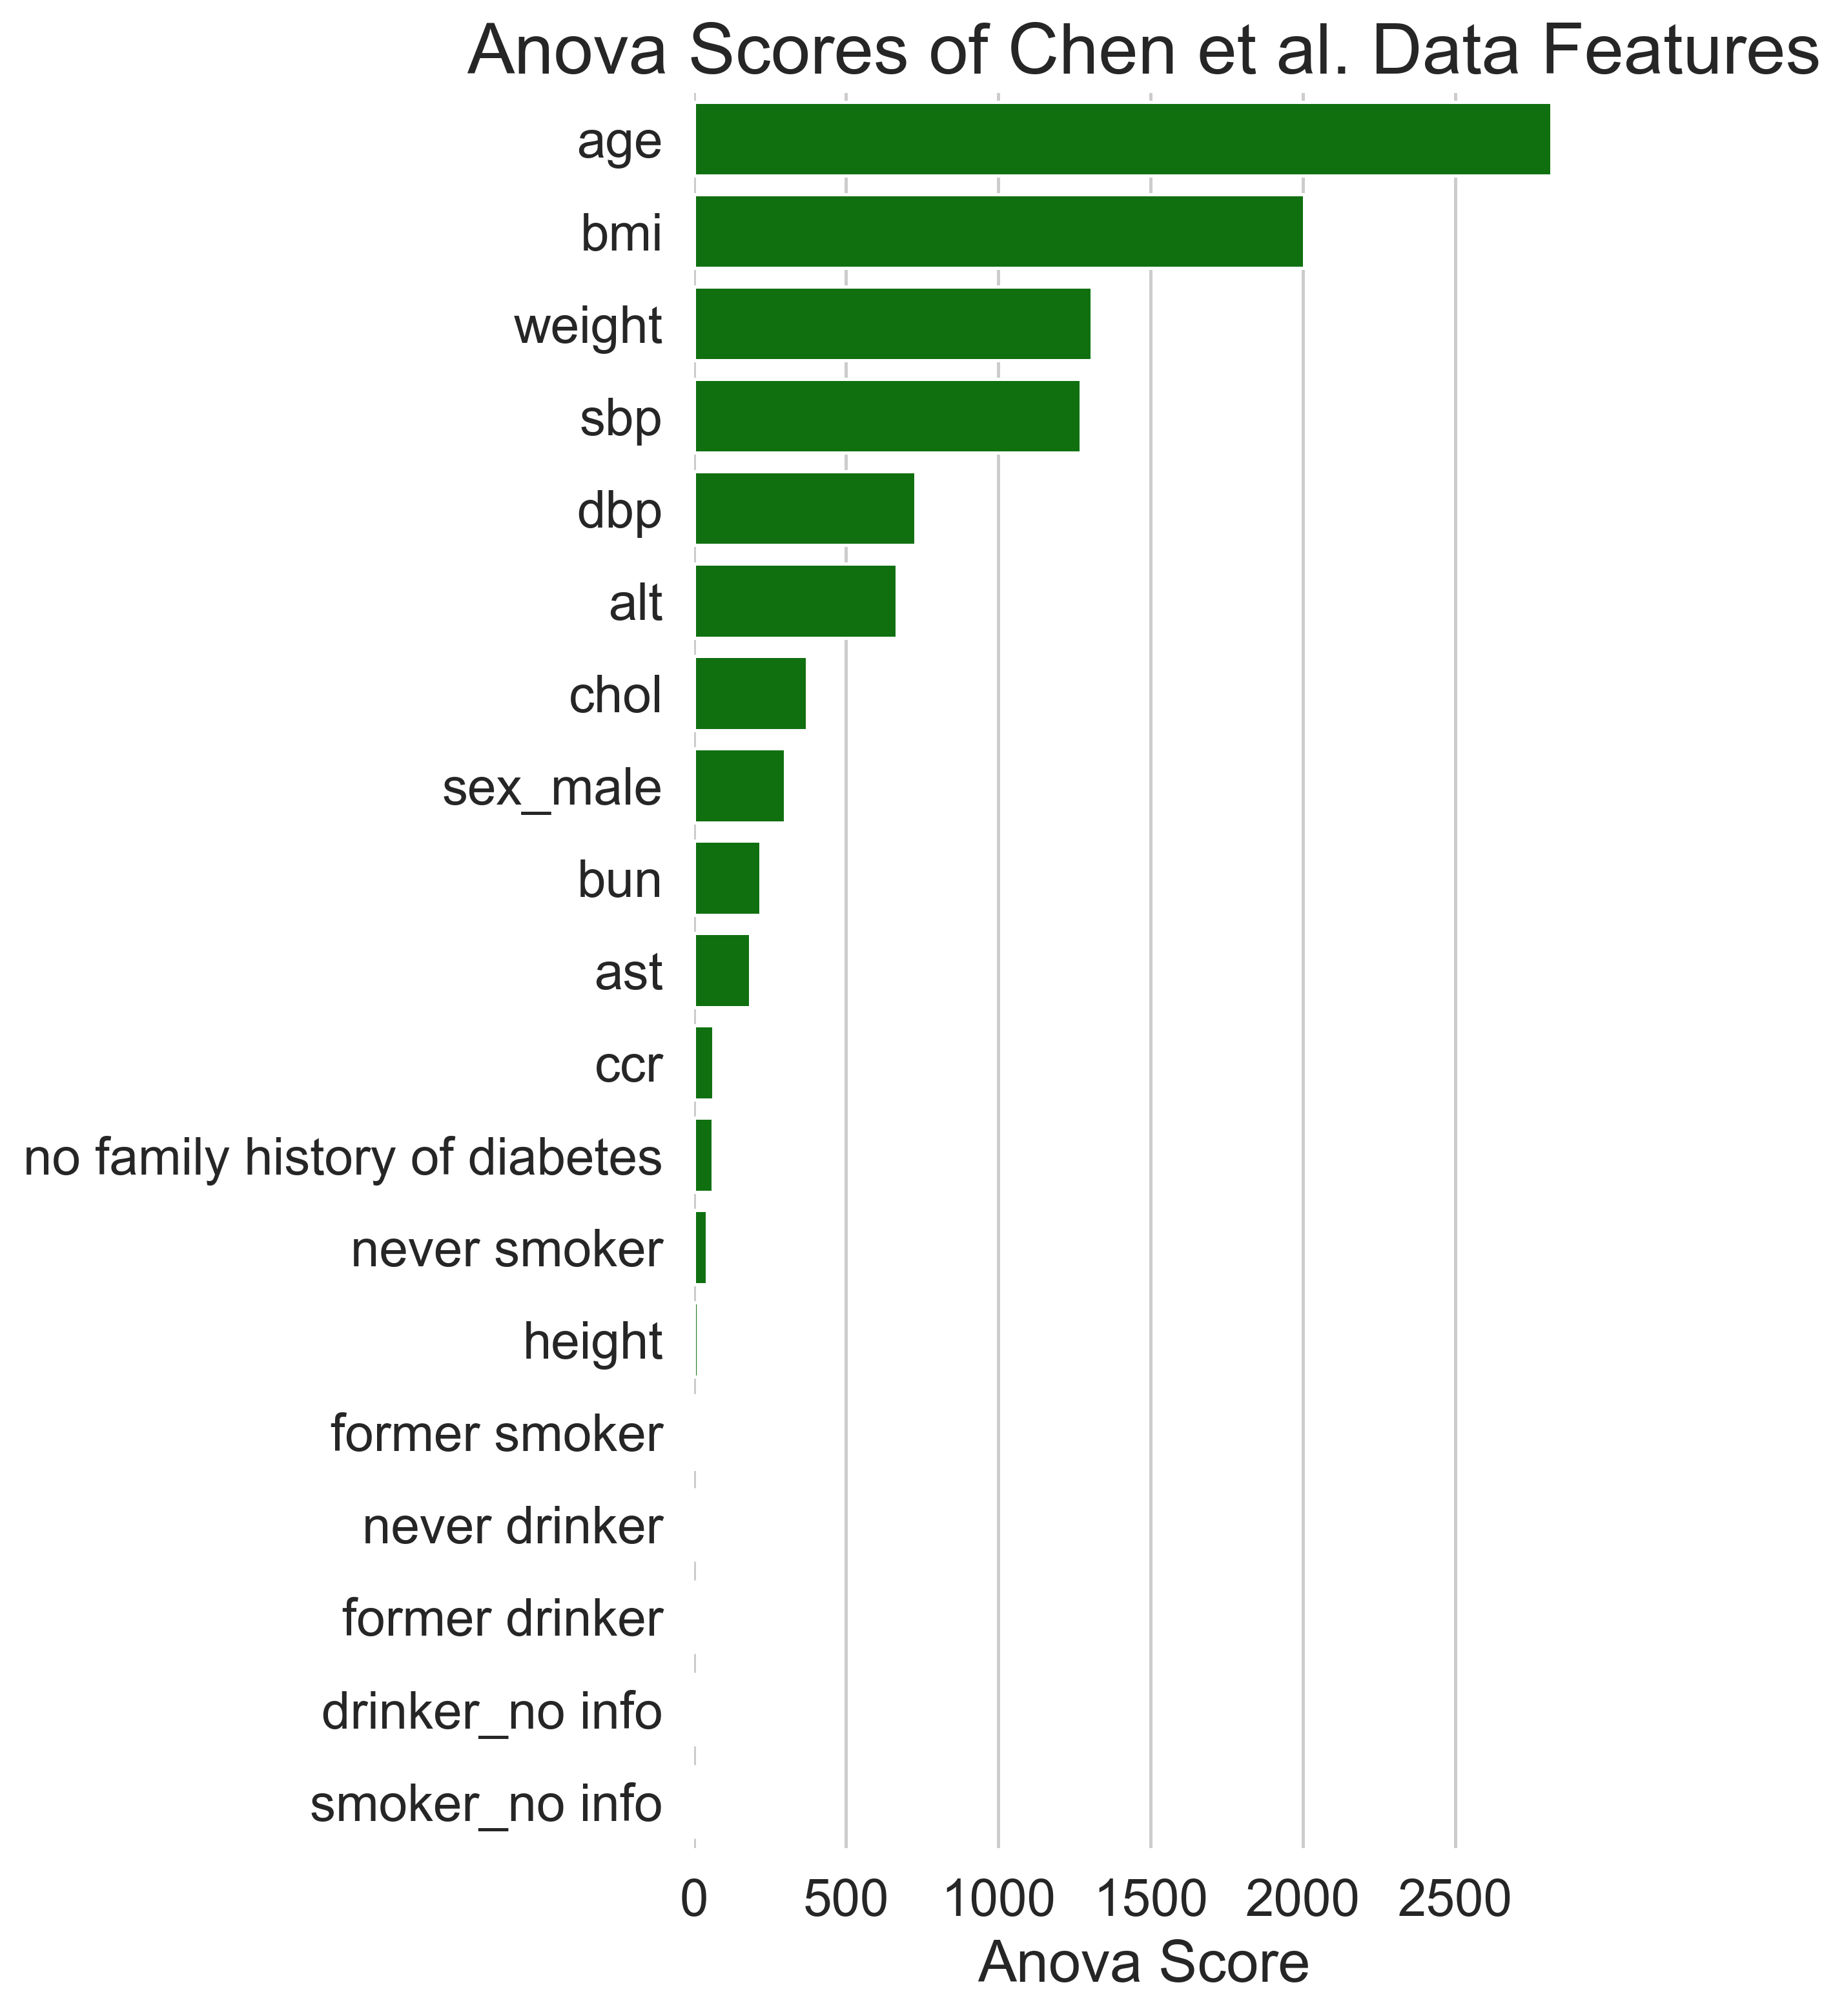 Anova Scores of Chen et al. Data Features
age
bmi
weight
sbp
dbp
alt
chol
sex_male
bun
ast
ccr
no family history of diabetes
never smoker
height
former smoker
never drinker
former drinker
drinker_no info
smoker_no info
0 500 1000 1500 2000 2500
Anova Score